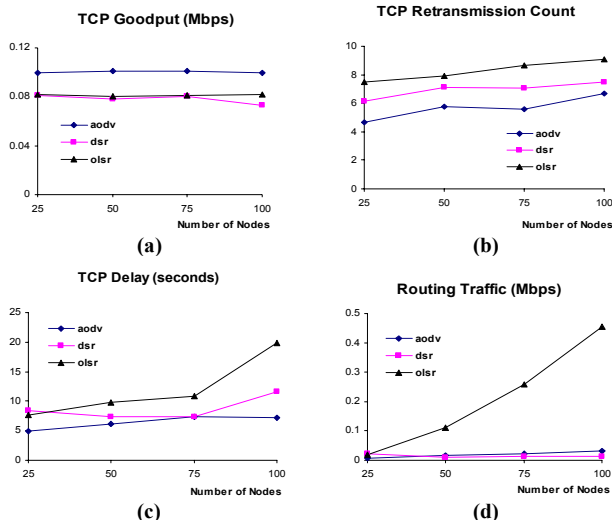 TCP Goodput (Mbps)
0.12
0.08
0.04
0
aodv
dsr
olsr
25 50 75 100
Number of Nodes
(a)
TCP Retransmission Count
10
8
6
4
2
0
aodv
dsr
olsr
25 50 75 100
Number of Nodes
(b)
TCP Delay (seconds)
25
20
15
10
5
0
aodv
dsr
olsr
25 50 75 100
Number of Nodes
(c)
Routing Traffic (Mbps)
0.5
0.4
0.3
0.2
0.1
0
aodv
dsr
olsr
25 50 75 100
Number of Nodes
(d)